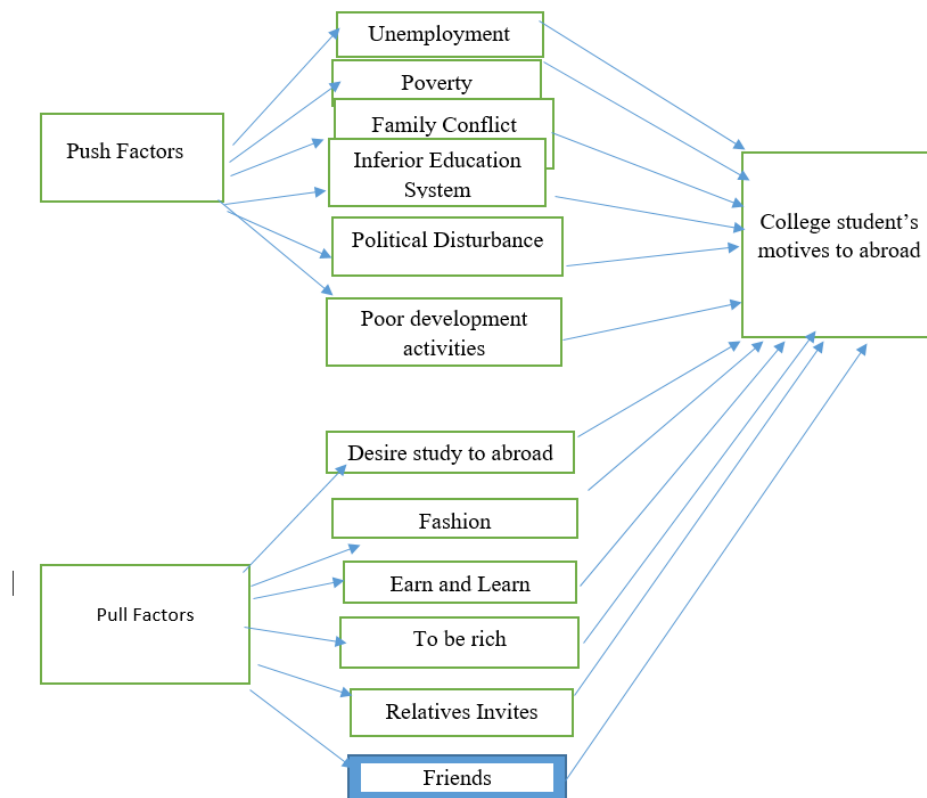 Push Factors
Unemployment
Poverty
Family Conflict
Inferior Education
System
Political Disturbance
Poor development
activities
College student’s
motives to abroad
Pull Factors
Desire study to abroad
Fashion
Earn and Learn
To be rich
Relatives Invites
Friends